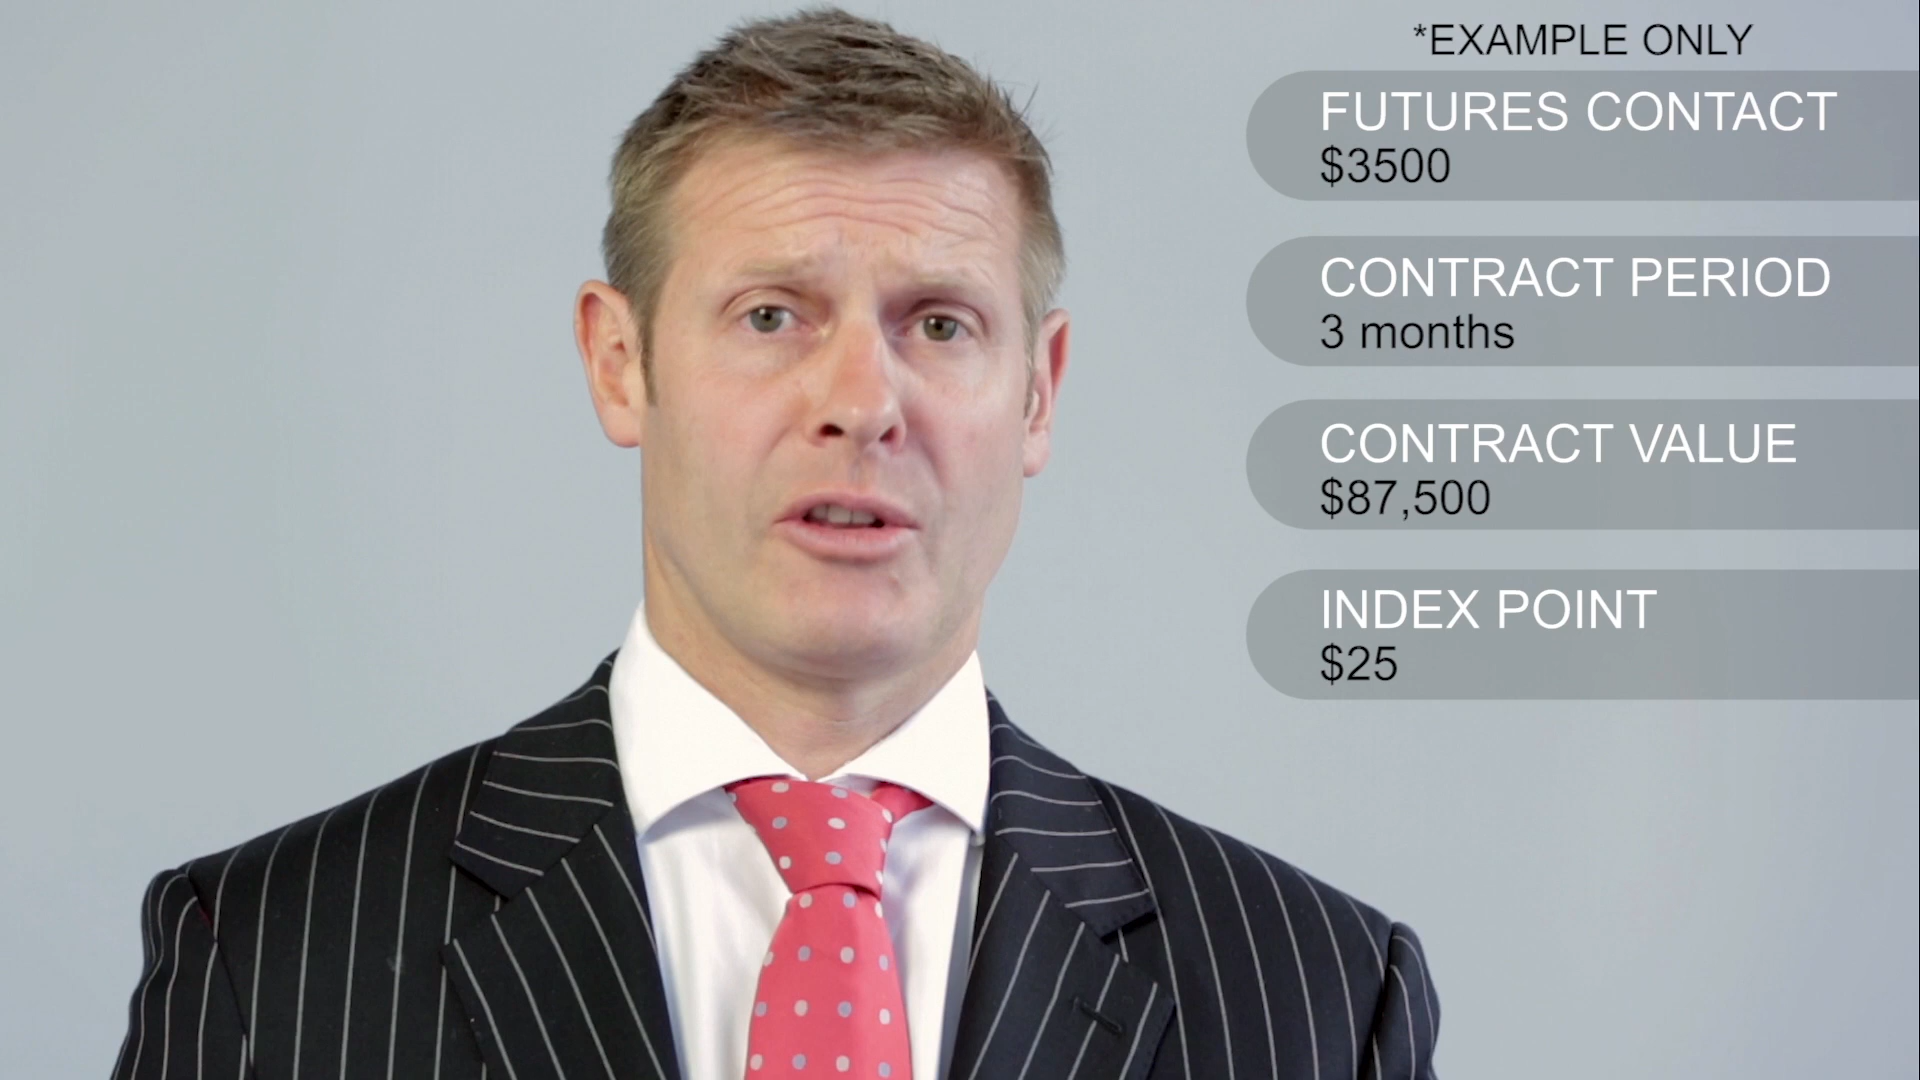 *EXAMPLE ONLY
FUTURES CONTACT
$3500
CONTRACT PERIOD
3 months
CONTRACT VALUE
$87,500
INDEX POINT
$25